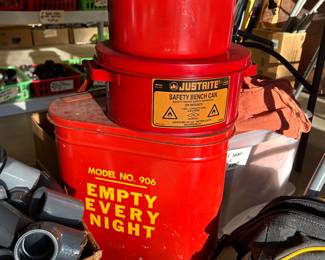 JUSTRITE
SAFETY BENCH CAN
MODEL NO. 906
EMPTY
EVERY
NIGHT